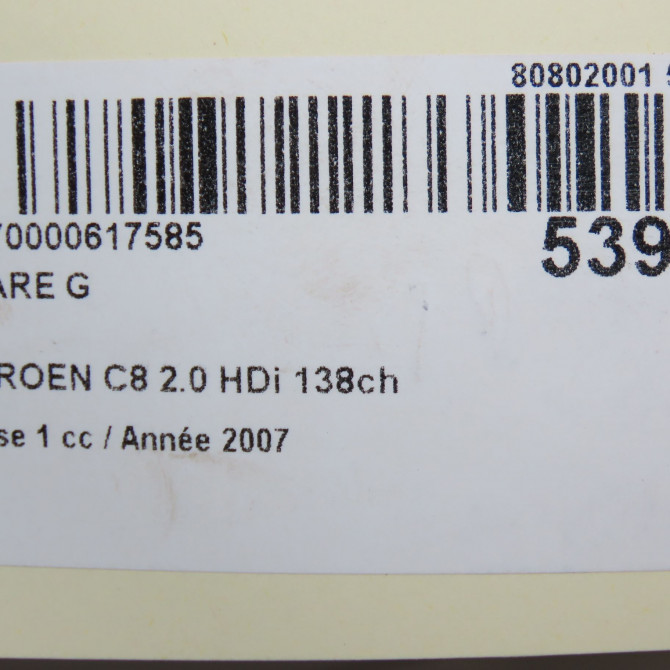 80802001
70000617585
539
ARE G
ROEN C8 2.0 HDi 138ch
se 1 cc / Année 2007